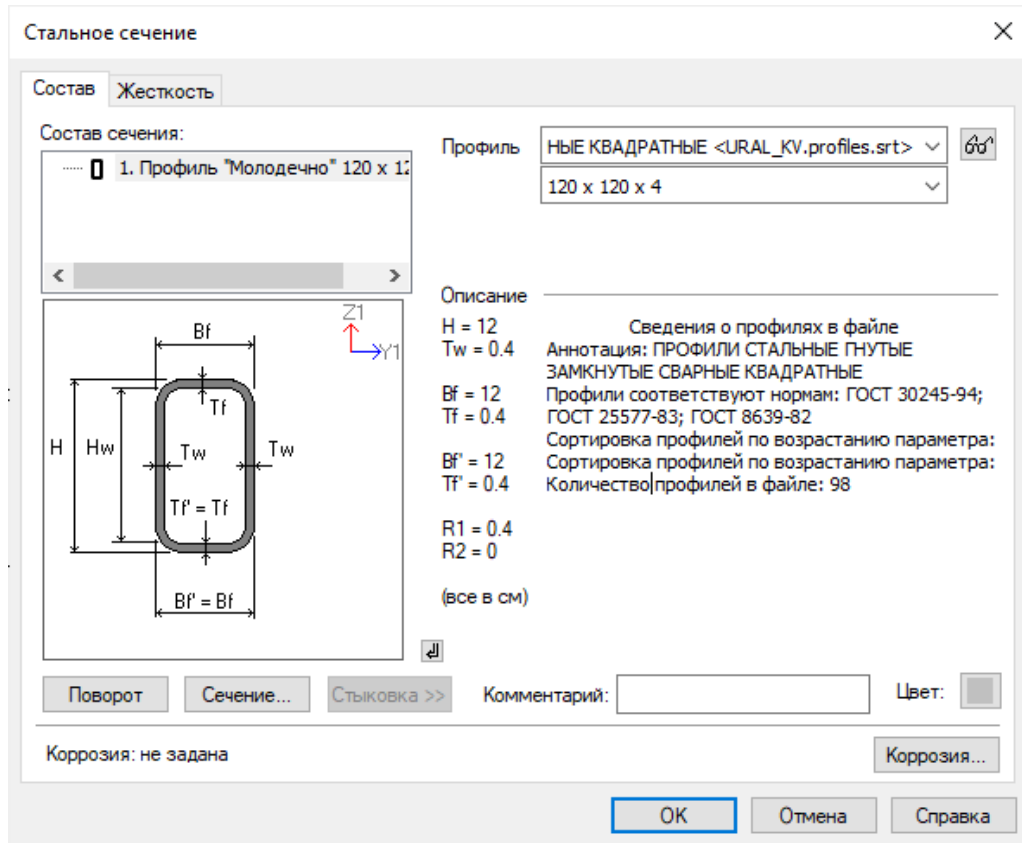 Стальное сечение
Состав
Жесткость
Состав сечения:
1. Профиль "Молодечно" 120 x 12
Профиль
НЫЕ КВАДРАТНЫЕ <URAL_KV.profiles.srt>
120 x 120 x 4
Описание
H = 12
Tw = 0.4
Bf = 12
Tf = 0.4
Bf' = 12
Tf' = 0.4
R1 = 0.4
R2 = 0
(все в см)
Сведения о профилях в файле
Аннотация: ПРОФИЛИ СТАЛЬНЫЕ ГНУТЫЕ
ЗАМКНУТЫЕ СВАРНЫЕ КВАДРАТНЫЕ
Профили соответствуют нормам: ГОСТ 30245-94;
ГОСТ 25577-83; ГОСТ 8639-82
Сортировка профилей по возрастанию параметра:
Сортировка профилей по возрастанию параметра:
Количество профилей в файле: 98
Z1
Y1
Bf
Tf
H
Hw
Tw
Tw
Tf' = Tf
Bf' = Bf
Поворот
Сечение...
Стыковка >>
Комментарий:
Цвет:
Коррозия: не задана
Коррозия...
OK
Отмена
Справка